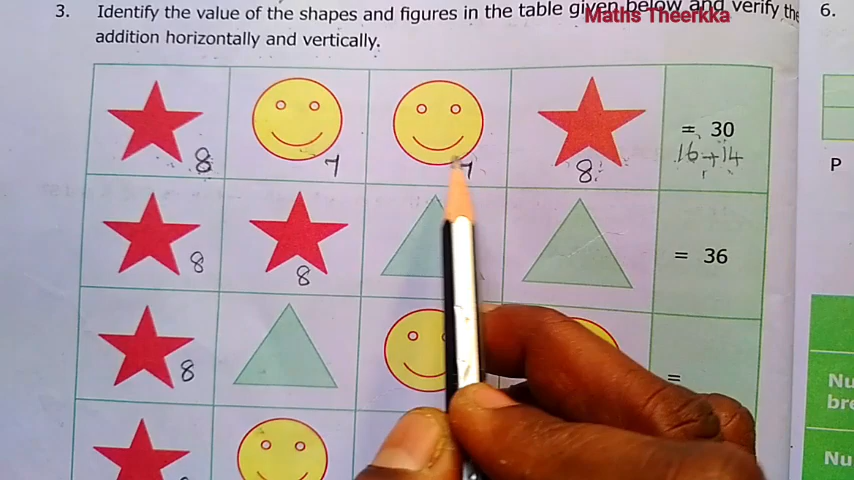 3. Identify the value of the shapes and figures in the table given below and verify the
addition horizontally and vertically.
Maths Theerkka
6.
8
7
7
8
= 30
16+14
P
8
8
= 36
8
=
Nu
bre
Nu